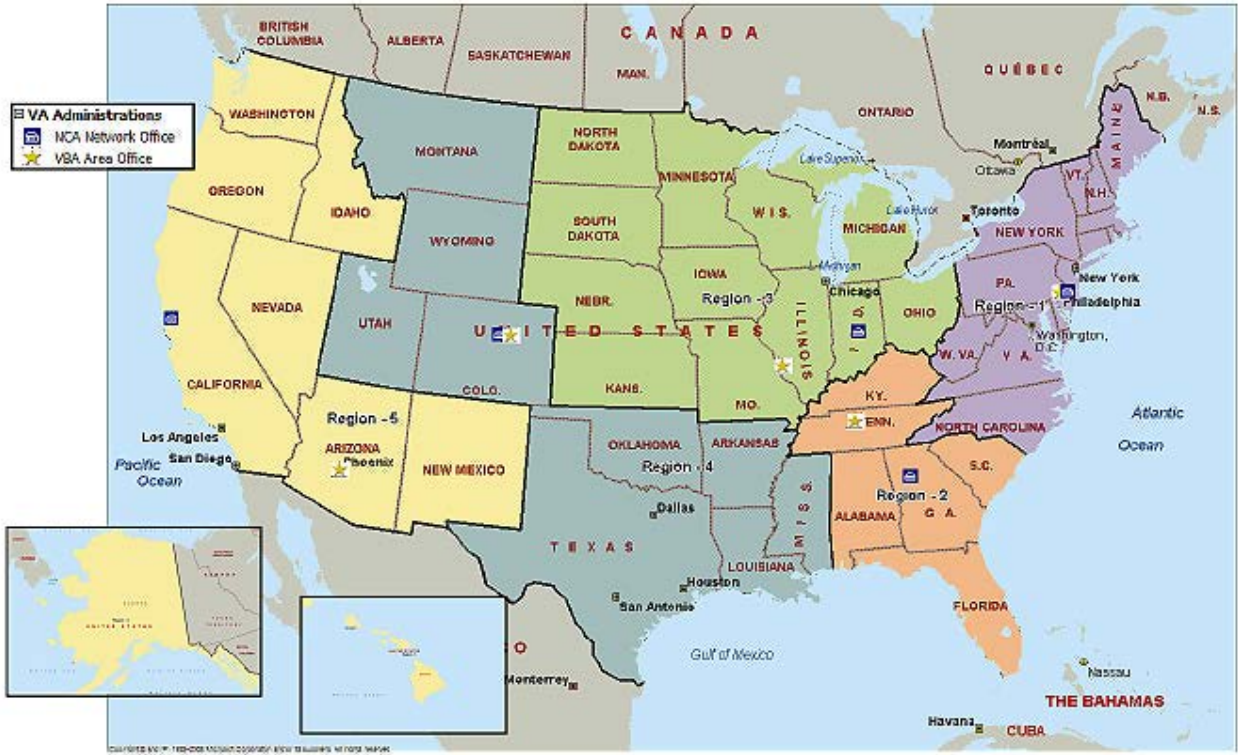 BRITISH
COLUMBIA
ALBERTA
SASKATCHEWAN
MAN.
CANADA
ONTARIO
QUÉBEC
N.B.
N.S.
VA Administrations
NCA Network Office
VBA Area Office
WASHINGTON
MONTANA
NORTH
DAKOTA
MINNESOTA
Lake Superior
Montréal
Ottawa
MAINE
VT.
N.H.
OREGON
IDAHO
WYOMING
SOUTH
DAKOTA
WIS.
MICHIGAN
Lake Huron
Toronto
NEW YORK
NEVADA
UTAH
NEBR.
IOWA
Region - 3
L. Michigan
Chicago
OHIO
PA.
New York
Philadelphia
Region - 1
Washington,
D.C.
UNITED STATES
ILLINOIS
W. VA.
VA.
CALIFORNIA
COLO.
KANS.
MO.
KY.
Region - 5
ARIZONA
Phoenix
NEW MEXICO
OKLAHOMA
Region - 4
ARKANSAS
ENN.
NORTH CAROLINA
S.C.
Atlantic
Ocean
Los Angeles
San Diego
Pacific
Ocean
Dallas
MISS.
Region - 2
ALABAMA
GA.
TEXAS
LOUISIANA
Houston
San Antonio
FLORIDA
Gulf of Mexico
UNITED STATES
CO
Monterrey
Nassau
THE BAHAMAS
Havana
CUBA